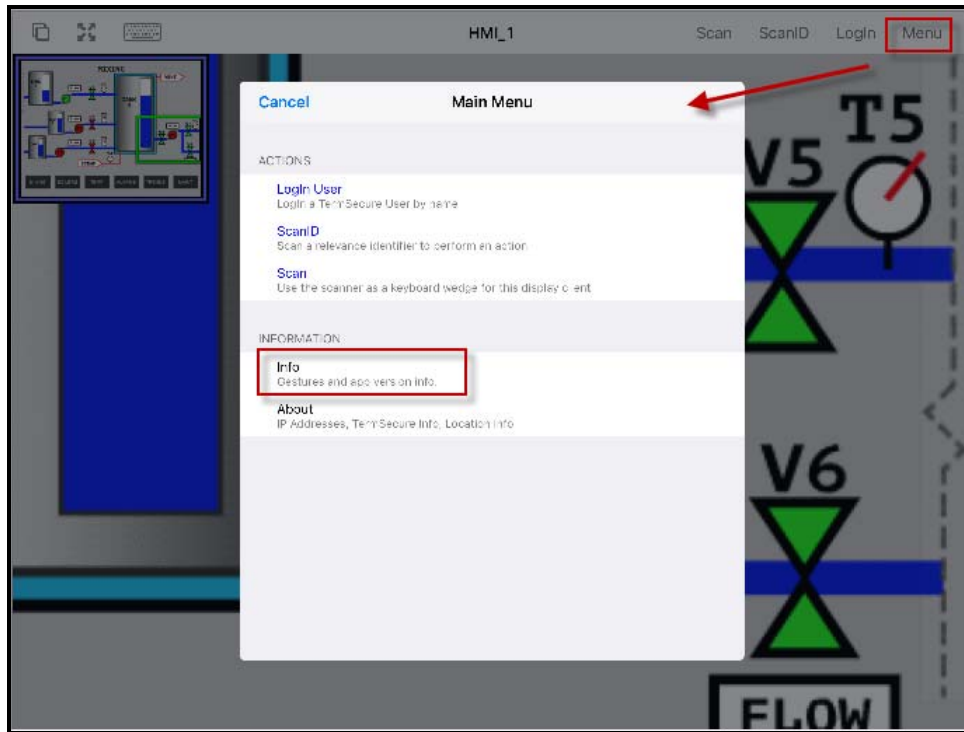 HMI_1
Scan ScanID LogIn Menu
Cancel Main Menu
ACTIONS
LogIn User
Login a TermSecure User by name
ScanID
Scan a relevance identifier to perform an action
Scan
Use the scanner as a keyboard wedge for this display client
INFORMATION
Info
Gestures and app version info.
About
IP Addresses, TermSecure Info, Location Info
T5
V5
V6
FLOW